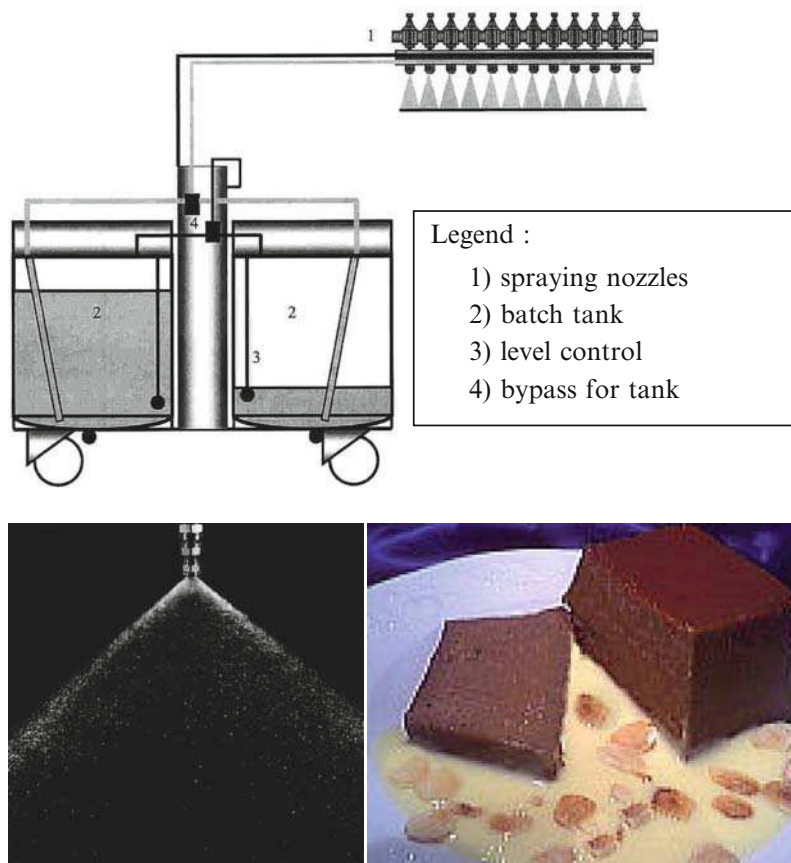 1
4
2
2
3
Legend :
1) spraying nozzles
2) batch tank
3) level control
4) bypass for tank